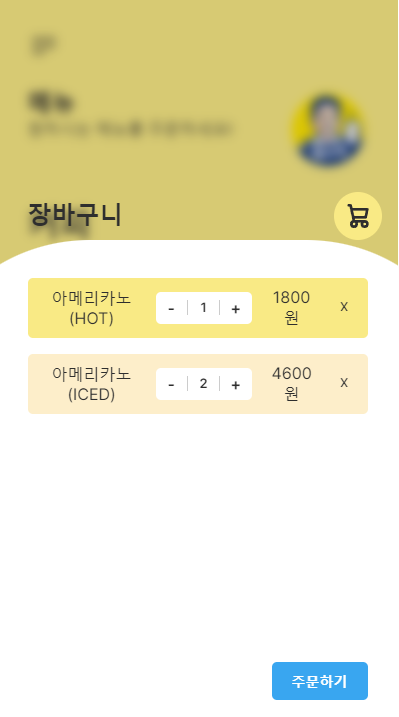 장바구니
아메리카노
(HOT)
- 1 +
1800
원
X
아메리카노
(ICED)
- 2 +
4600
원
X
주문하기